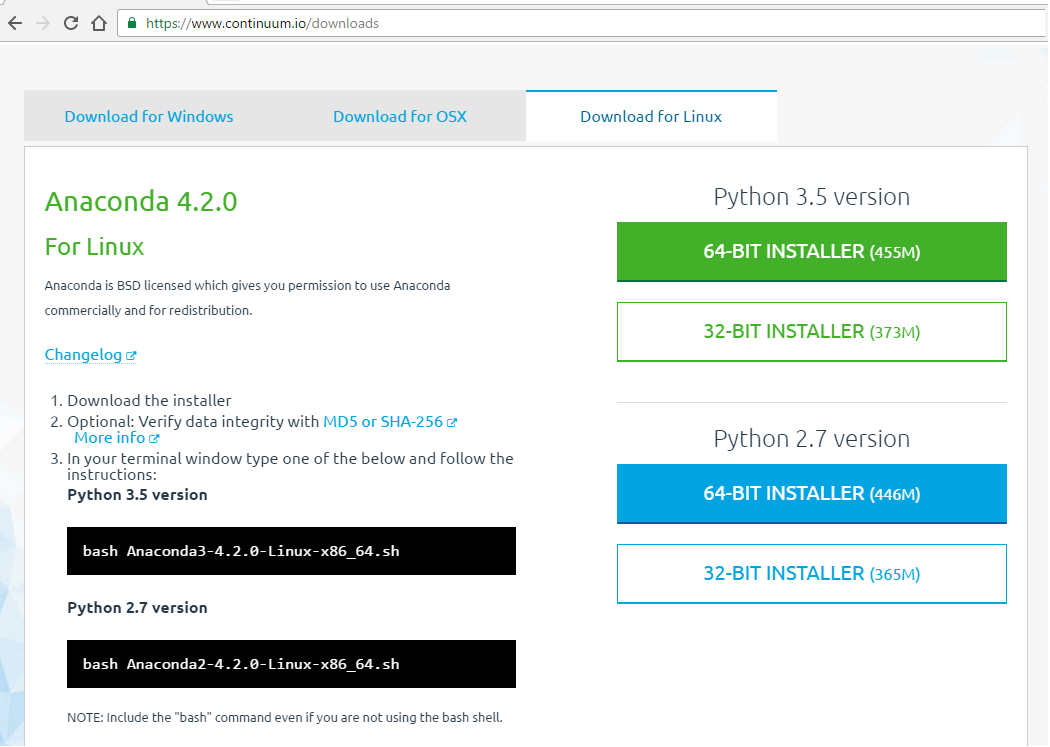 https://www.continuum.io/downloads
Download for Windows
Download for OSX
Download for Linux
Anaconda 4.2.0
For Linux
Anaconda is BSD licensed which gives you permission to use Anaconda
commercially and for redistribution.
Changelog
1. Download the installer
2. Optional: Verify data integrity with MD5 or SHA-256
More info
3. In your terminal window type one of the below and follow the
instructions:
Python 3.5 version
bash Anaconda3-4.2.0-Linux-x86_64.sh
Python 2.7 version
bash Anaconda2-4.2.0-Linux-x86_64.sh
NOTE: Include the "bash" command even if you are not using the bash shell.
Python 3.5 version
64-BIT INSTALLER (455M)
32-BIT INSTALLER (373M)
Python 2.7 version
64-BIT INSTALLER (446M)
32-BIT INSTALLER (365M)